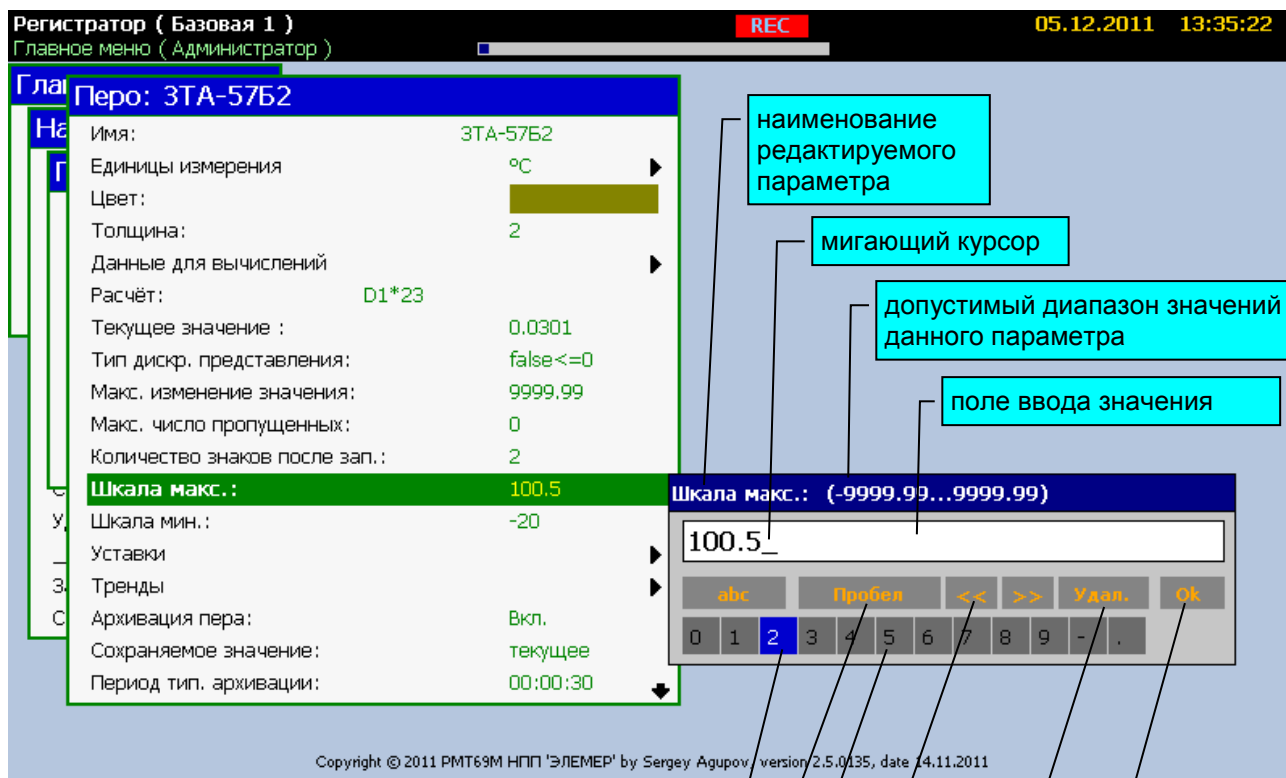 Регистратор ( Базовая 1 ) REC 05.12.2011 13:35:22
Главное меню ( Администратор )
Глав
Перо: ЗТА-57Б2
На
П
Имя: ЗТА-57Б2
Единицы измерения °C
Цвет:
Толщина: 2
Данные для вычислений
Расчёт: D1*23
Текущее значение : 0.0301
Тип дискр. представления: false<=0
Макс. изменение значения: 9999.99
Макс. число пропущенных: 0
Количество знаков после зап.: 2
Шкала макс.: 100.5
Шкала мин.: -20
Уставки
Тренды
Архивация пера: Вкл.
Сохраняемое значение: текущее
Период тип. архивации: 00:00:30
наименование
редактируемого
параметра
мигающий курсор
допустимый диапазон значений
данного параметра
поле ввода значения
Шкала макс.: (-9999.99...9999.99)
100.5_
abc Пробел << >> Удал. Ok
0 1 2 3 4 5 6 7 8 9 - .
Copyright © 2011 РМТ69М НПП 'ЭЛЕМЕР' by Sergey Agupov, version 2.5.0135, date 14.11.2011